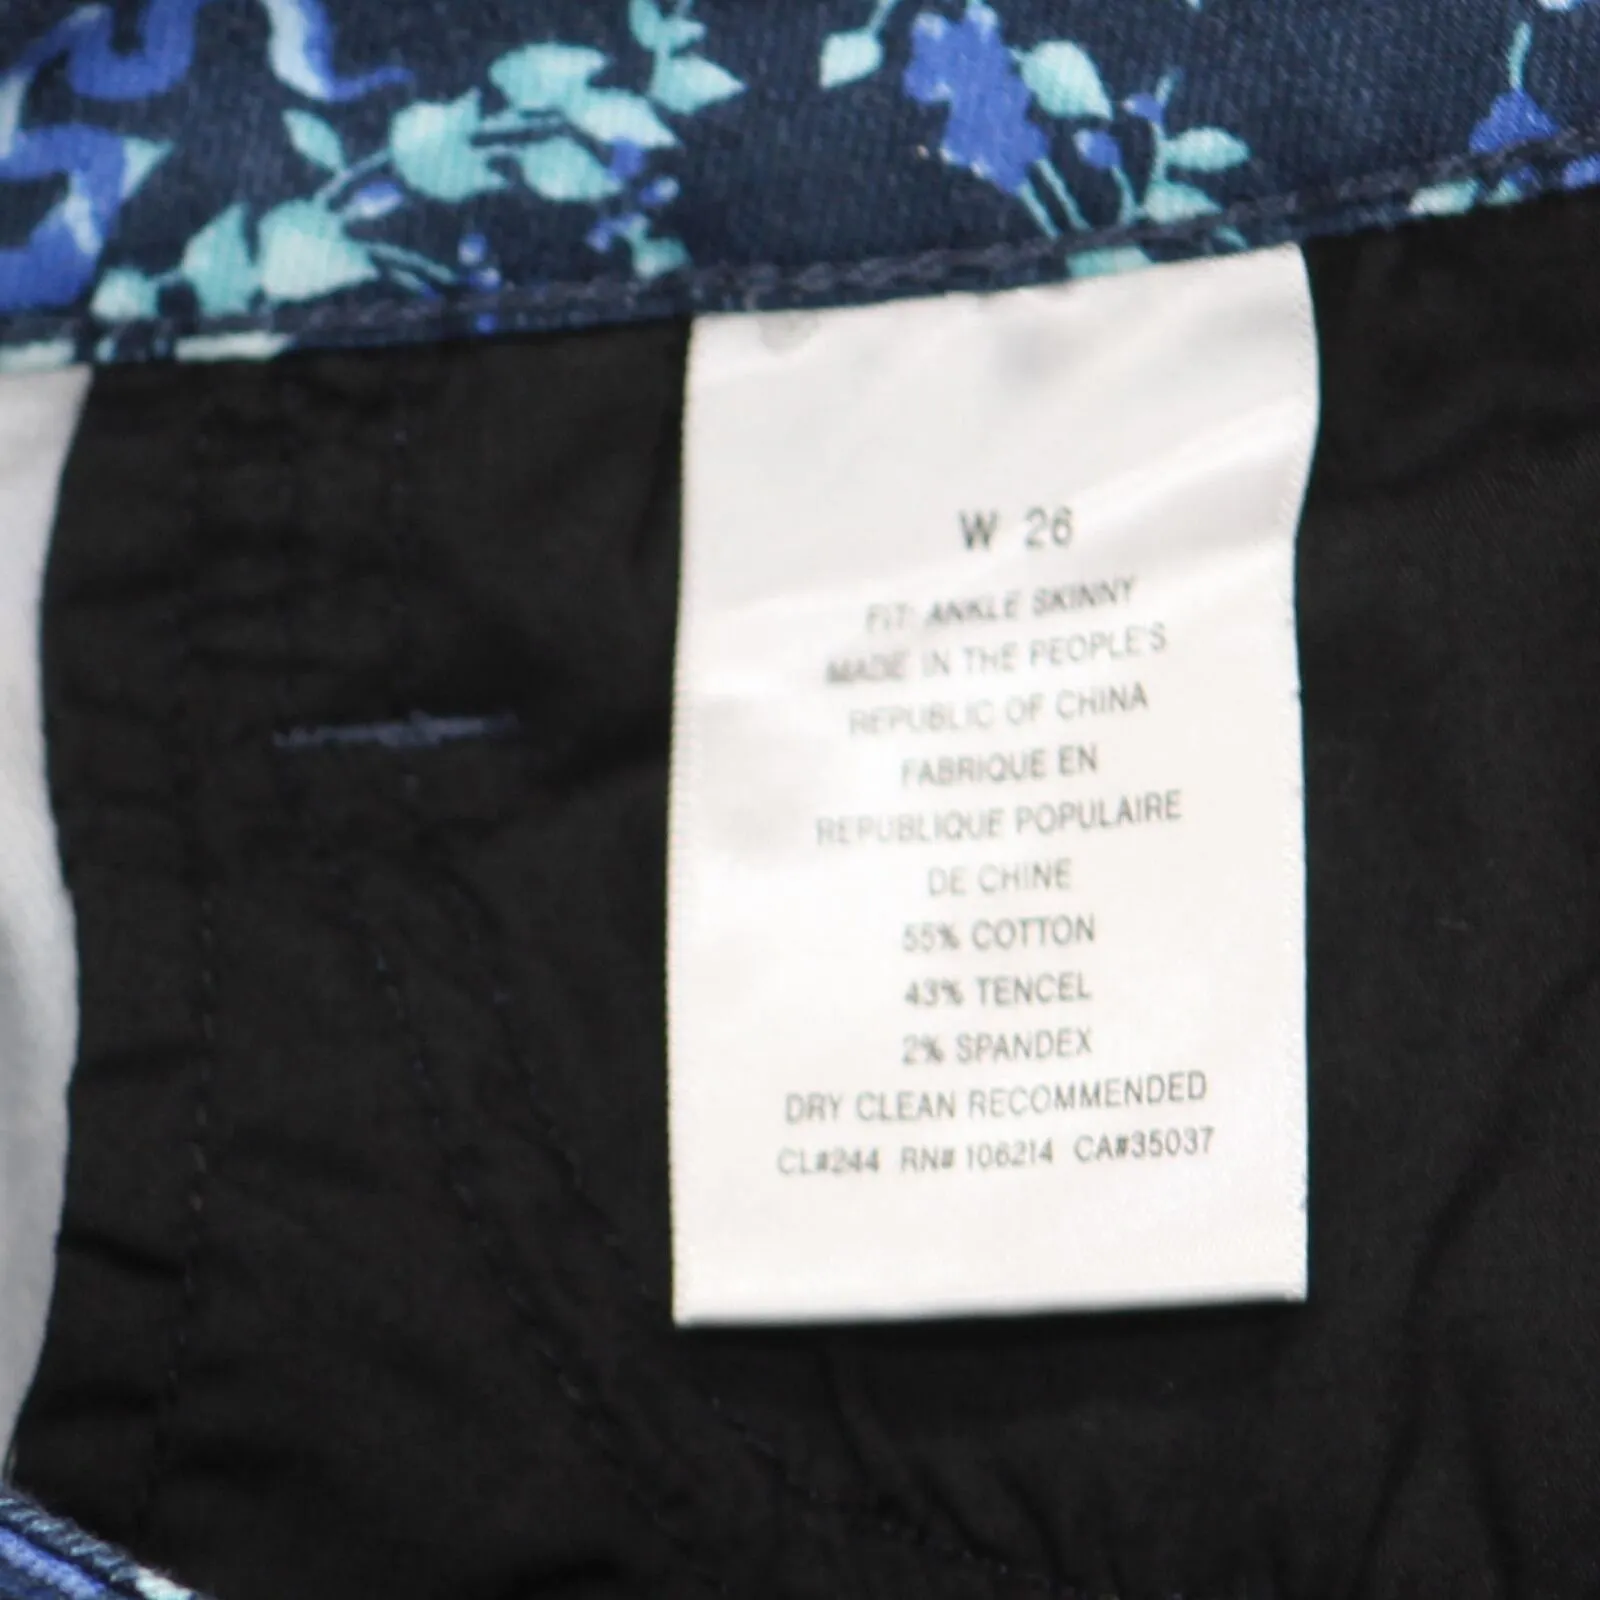 W 26
FIT: ANKLE SKINNY
MADE IN THE PEOPLE'S
REPUBLIC OF CHINA
FABRIQUE EN
REPUBLIQUE POPULAIRE
DE CHINE
55% COTTON
43% TENCEL
2% SPANDEX
DRY CLEAN RECOMMENDED
CL#244 RN# 106214 CA#35037